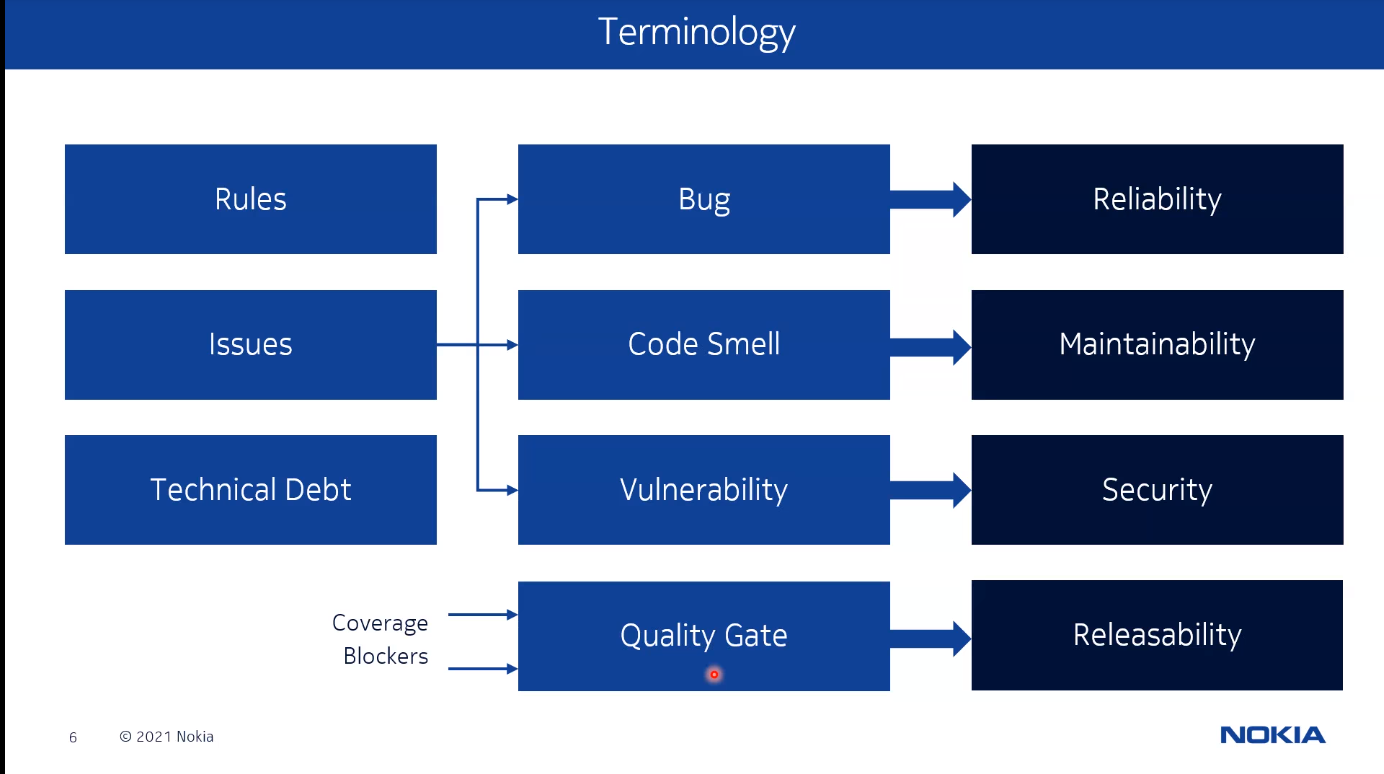 Terminology
Rules
Bug
Reliability
Issues
Code Smell
Maintainability
Technical Debt
Vulnerability
Security
Coverage
Blockers
Quality Gate
Releasability
6
© 2021 Nokia
NOKIA